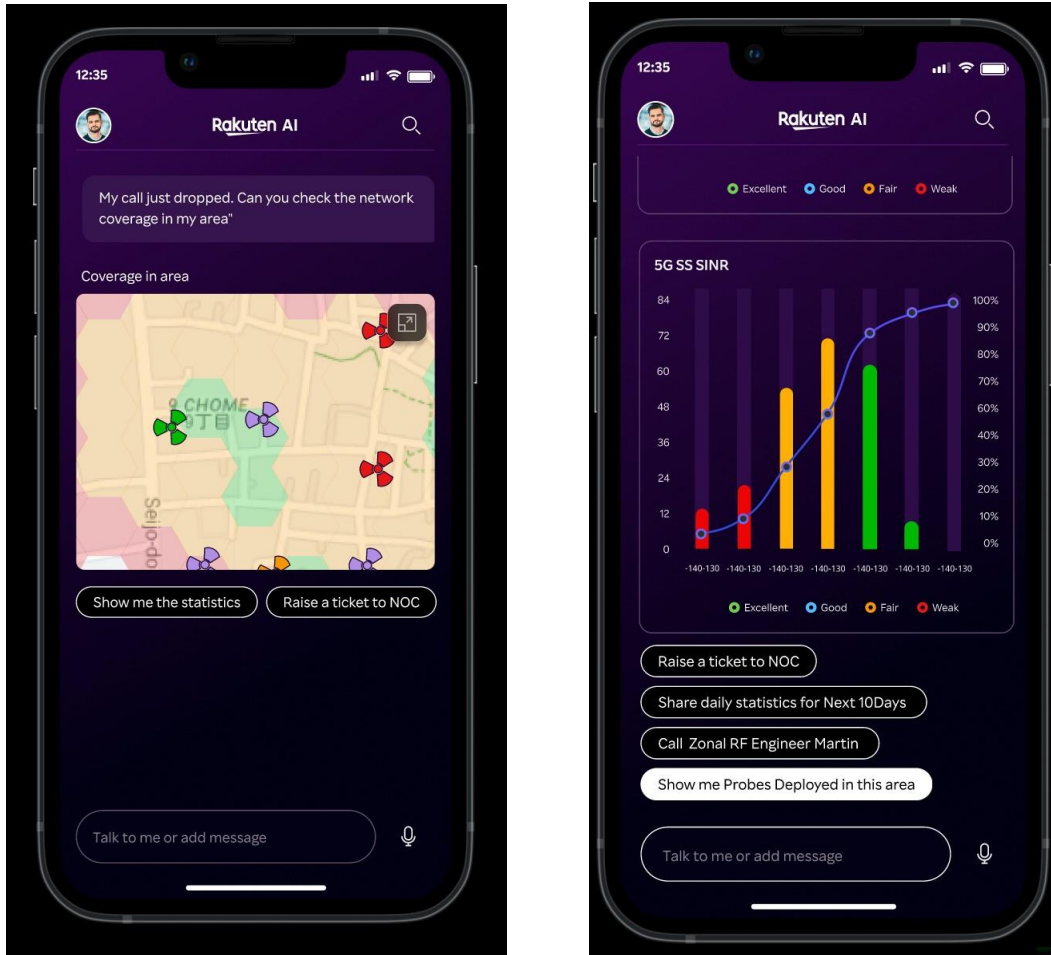 12:35
Rakuten AI
My call just dropped. Can you check the network
coverage in my area"
Coverage in area
9 CHOME
9丁目
Seijo-do
Show me the statistics
Raise a ticket to NOC
Talk to me or add message
12:35
Rakuten AI
Excellent Good Fair Weak
5G SS SINR
84 100%
72 90%
80%
60 70%
48 60%
50%
36 40%
24 30%
20%
12 10%
0 0%
-140-130 -140-130 -140-130 -140-130 -140-130 -140-130 -140-130
Excellent Good Fair Weak
Raise a ticket to NOC
Share daily statistics for Next 10Days
Call Zonal RF Engineer Martin
Show me Probes Deployed in this area
Talk to me or add message